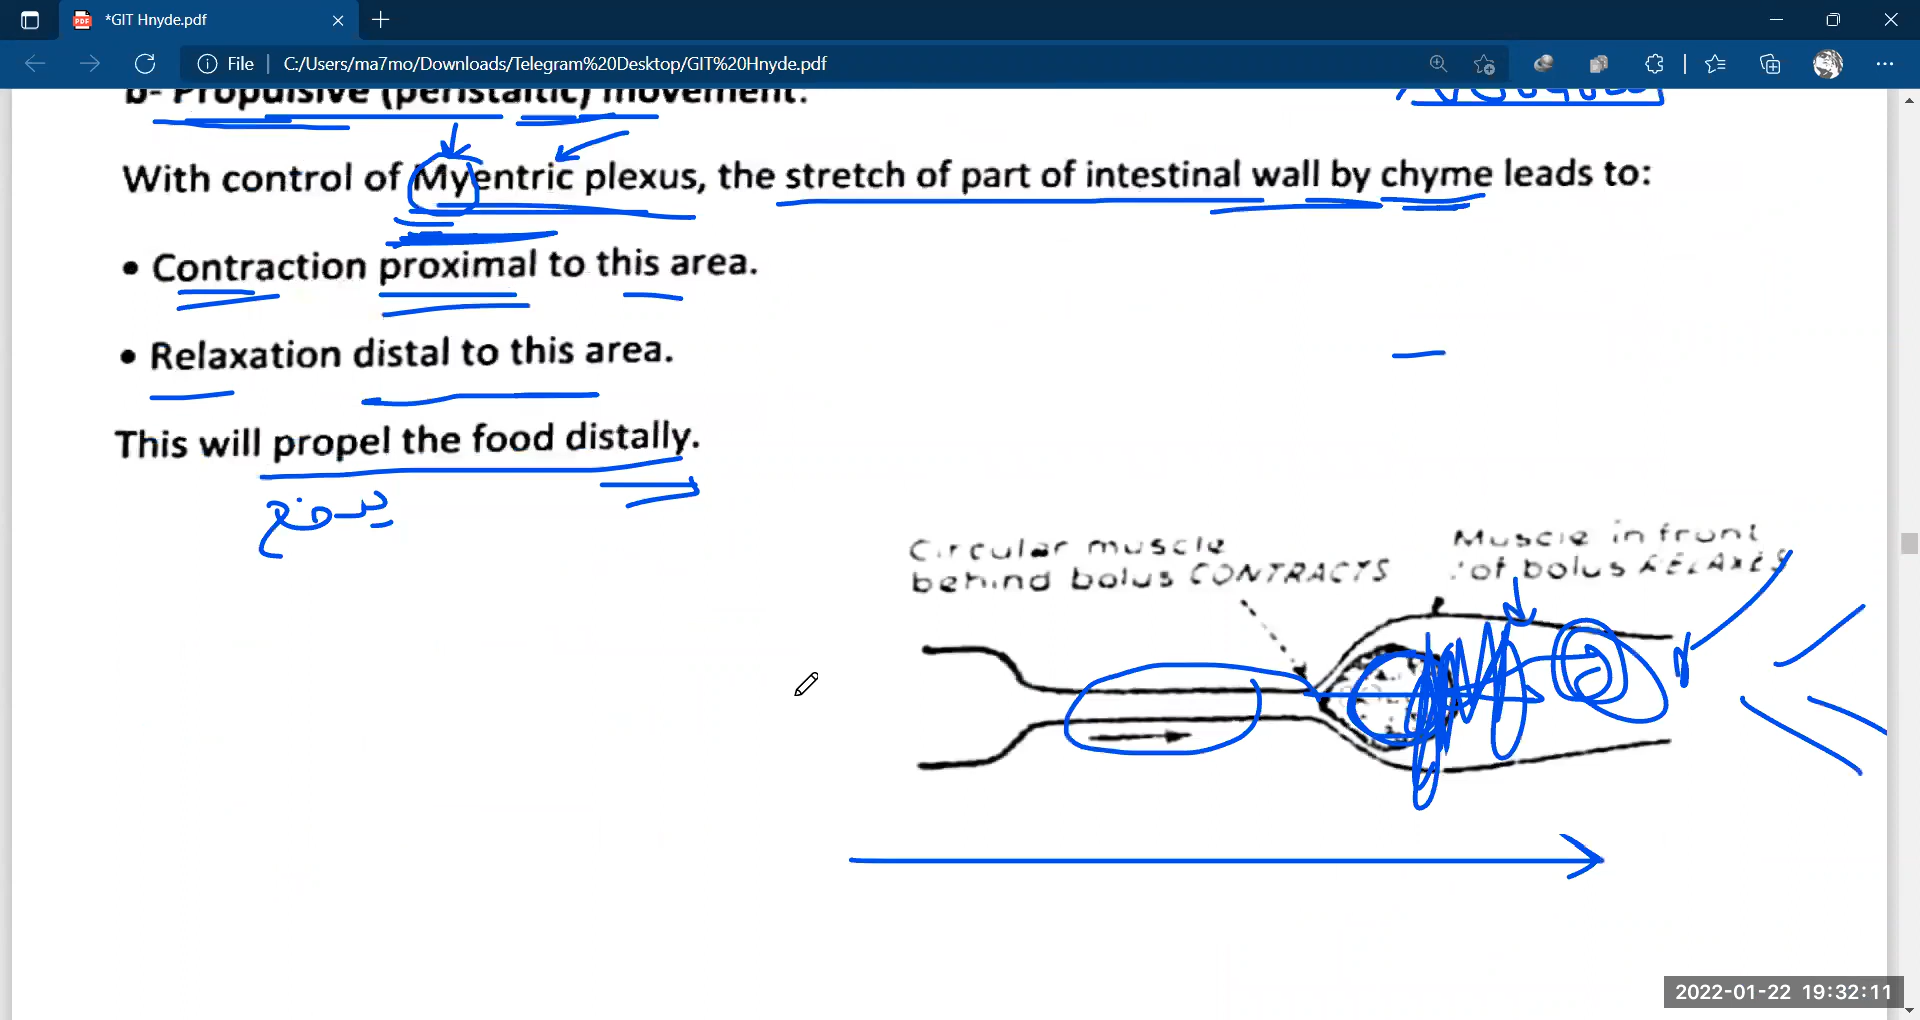 *GIT Hnyde.pdf
File C:/Users/ma7mo/Downloads/Telegram%20Desktop/GIT%20Hnyde.pdf
b- Propulsive (peristaltic) movement:
With control of Myentric plexus, the stretch of part of intestinal wall by chyme leads to:
• Contraction proximal to this area.
• Relaxation distal to this area.
This will propel the food distally.
Circular muscle
behind bolus CONTRACTS
Muscle in front
of bolus RELAXES
2022-01-22 19:32:11